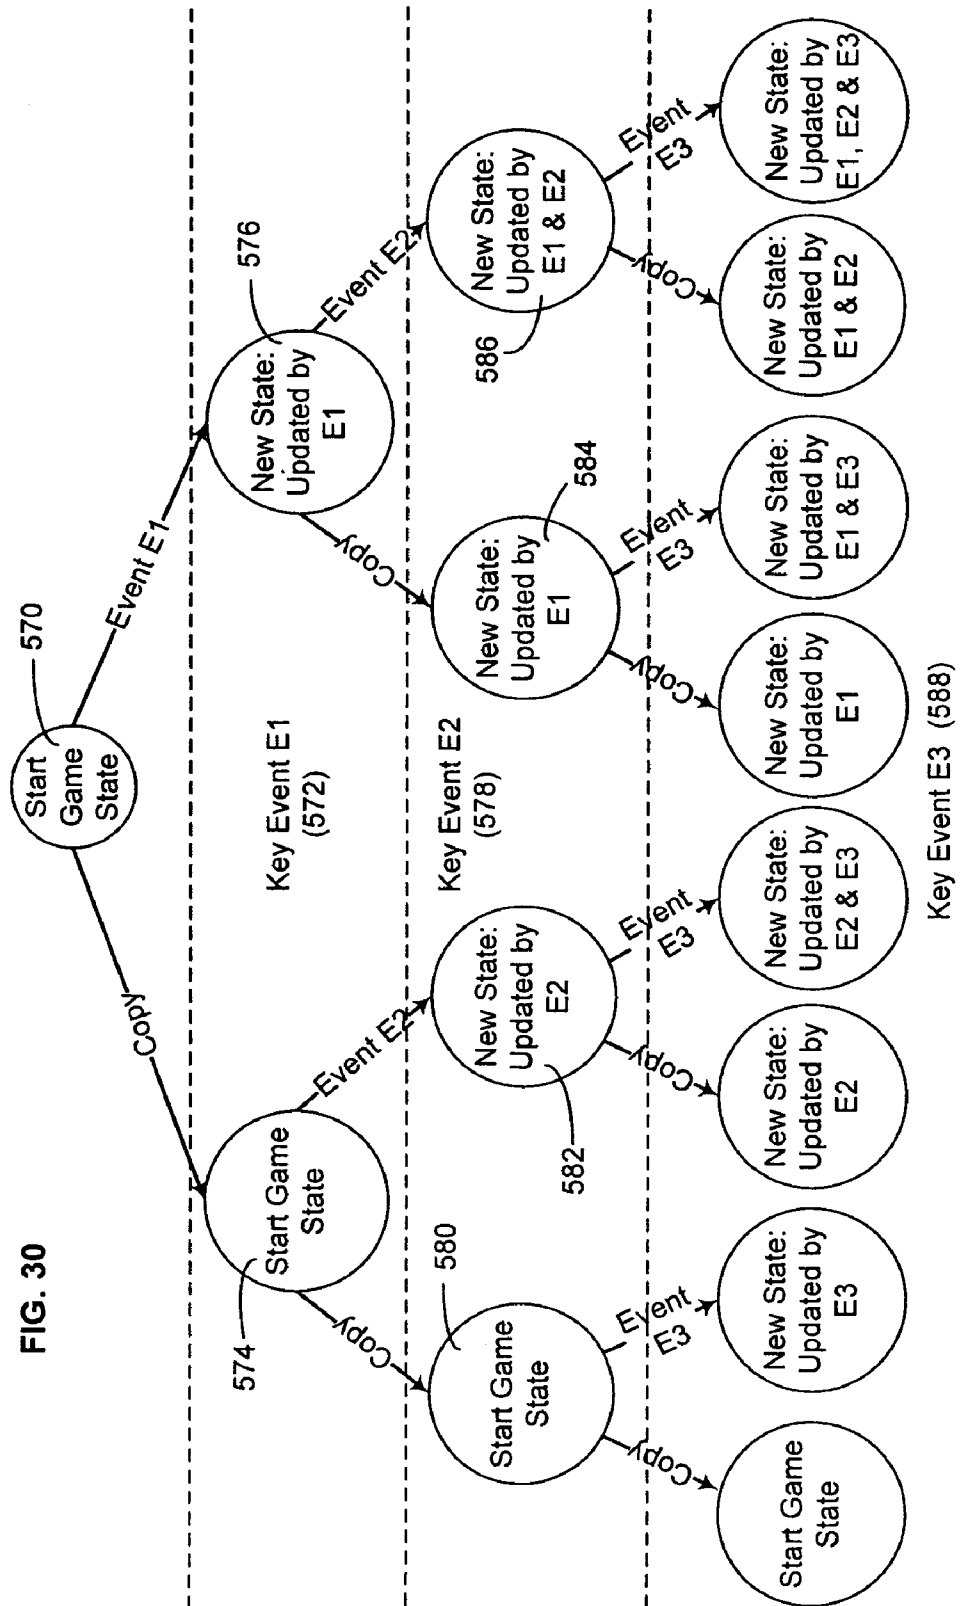 FIG. 30
Start
Game
State
570
Copy
Event E1
574
Start Game
State
Key Event E1
(572)
New State:
Updated by
E1
576
Copy
Event E2
Copy
Event E2
Start Game
State
580
New State:
Updated by
E2
582
Key Event E2
(578)
New State:
Updated by
E1
584
New State:
Updated by
E1 & E2
586
Copy
Event
E3
Copy
Event
E3
Copy
Event
E3
Copy
Event
E3
Start Game
State
New State:
Updated by
E3
New State:
Updated by
E2
New State:
Updated by
E2 & E3
New State:
Updated by
E1
New State:
Updated by
E1 & E3
New State:
Updated by
E1 & E2
New State:
Updated by
E1, E2 & E3
Key Event E3 (588)